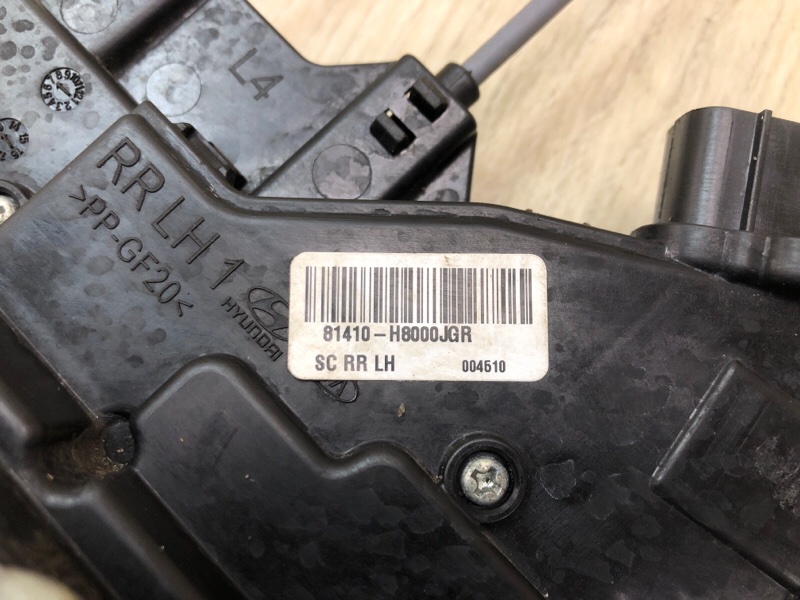 L4
RR LH 1
>PP-GF20<
HYUNDAI
81410-H8000JGR
SC RR LH 004510